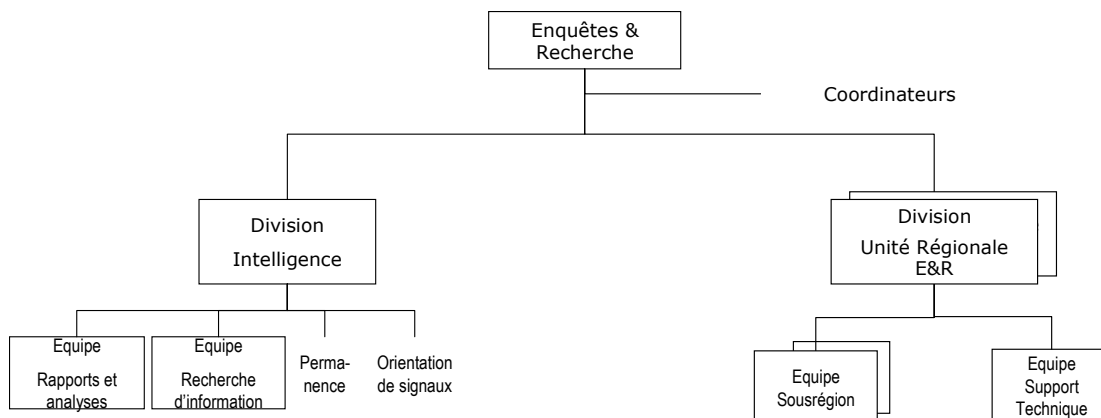 Enquêtes &
Recherche
Coordinateurs
Division
Intelligence
Division
Unité Régionale
E&R
Equipe
Rapports et
analyses
Equipe
Recherche
d'information
Perma-
nence
Orientation
de signaux
Equipe
Sousrégion
Equipe
Support
Technique